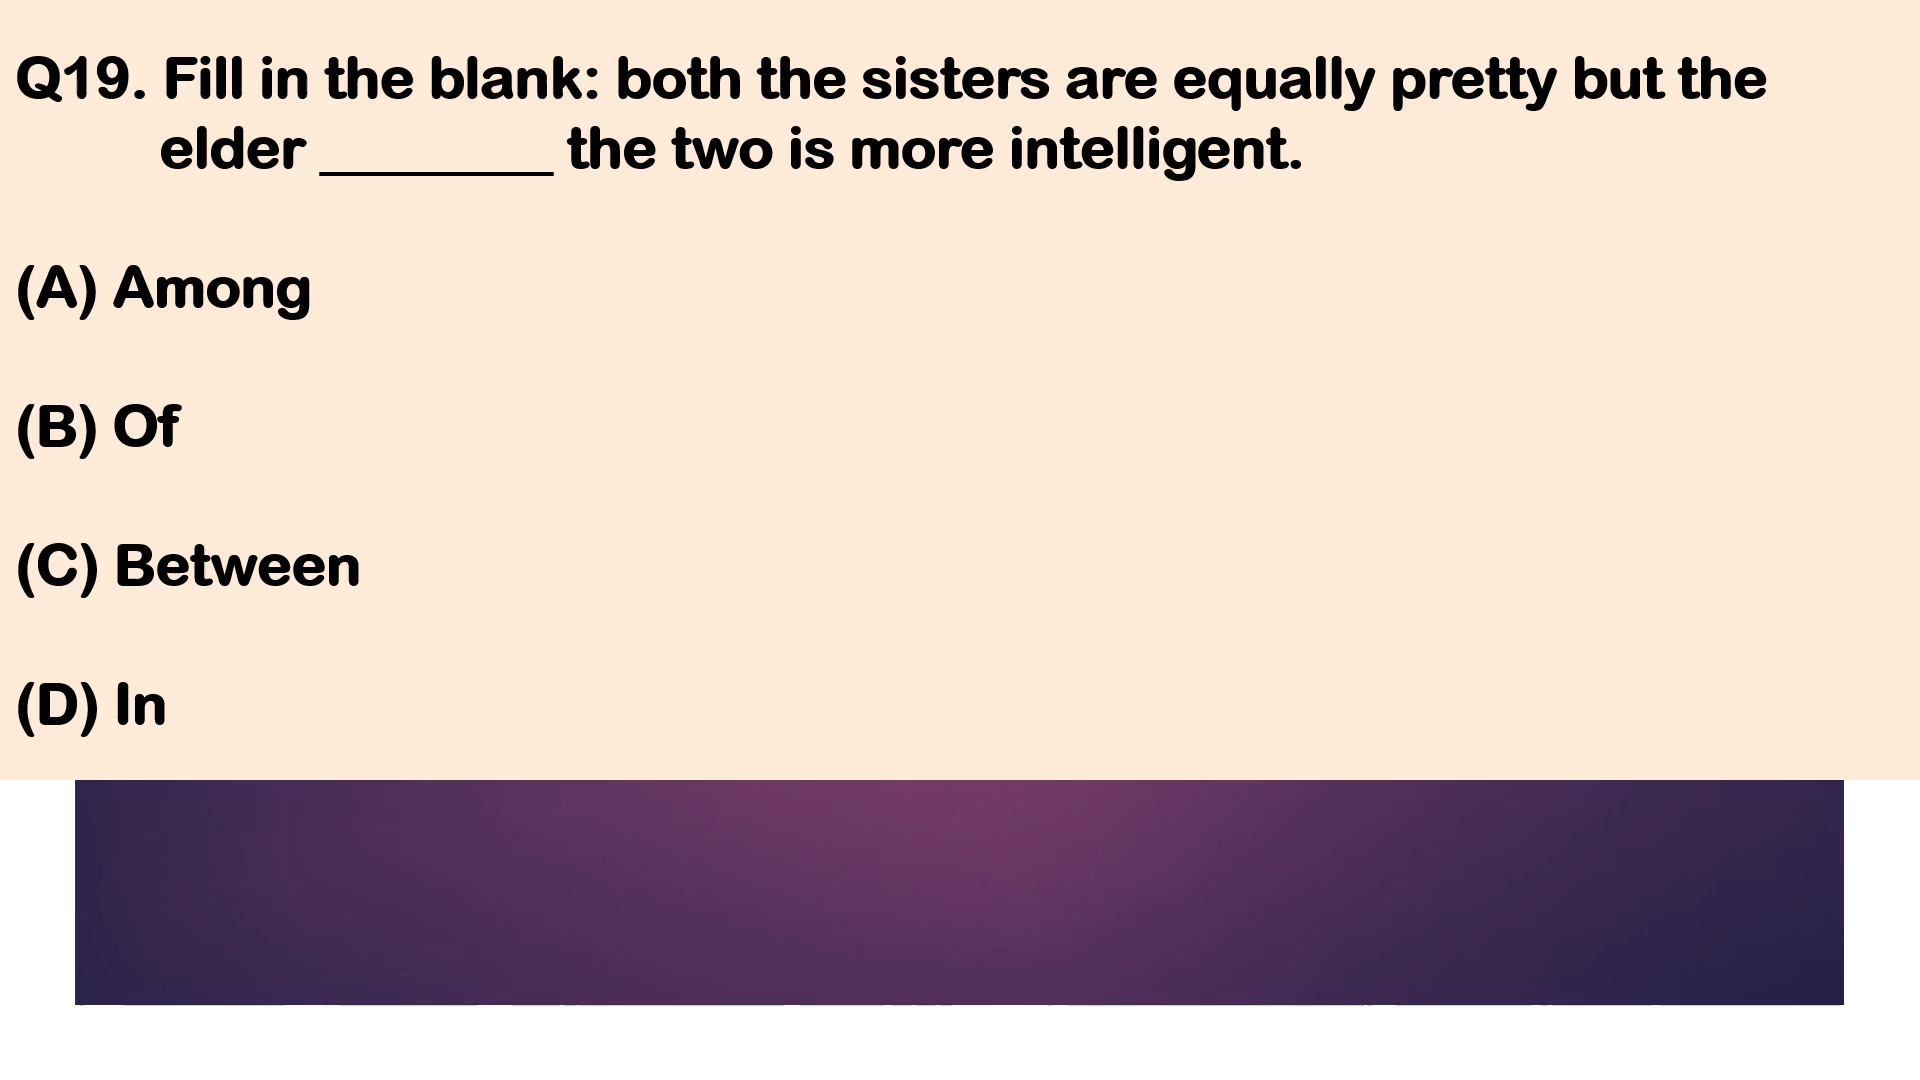 Q19. Fill in the blank: both the sisters are equally pretty but the
elder ________ the two is more intelligent.
(A) Among
(B) Of
(C) Between
(D) In